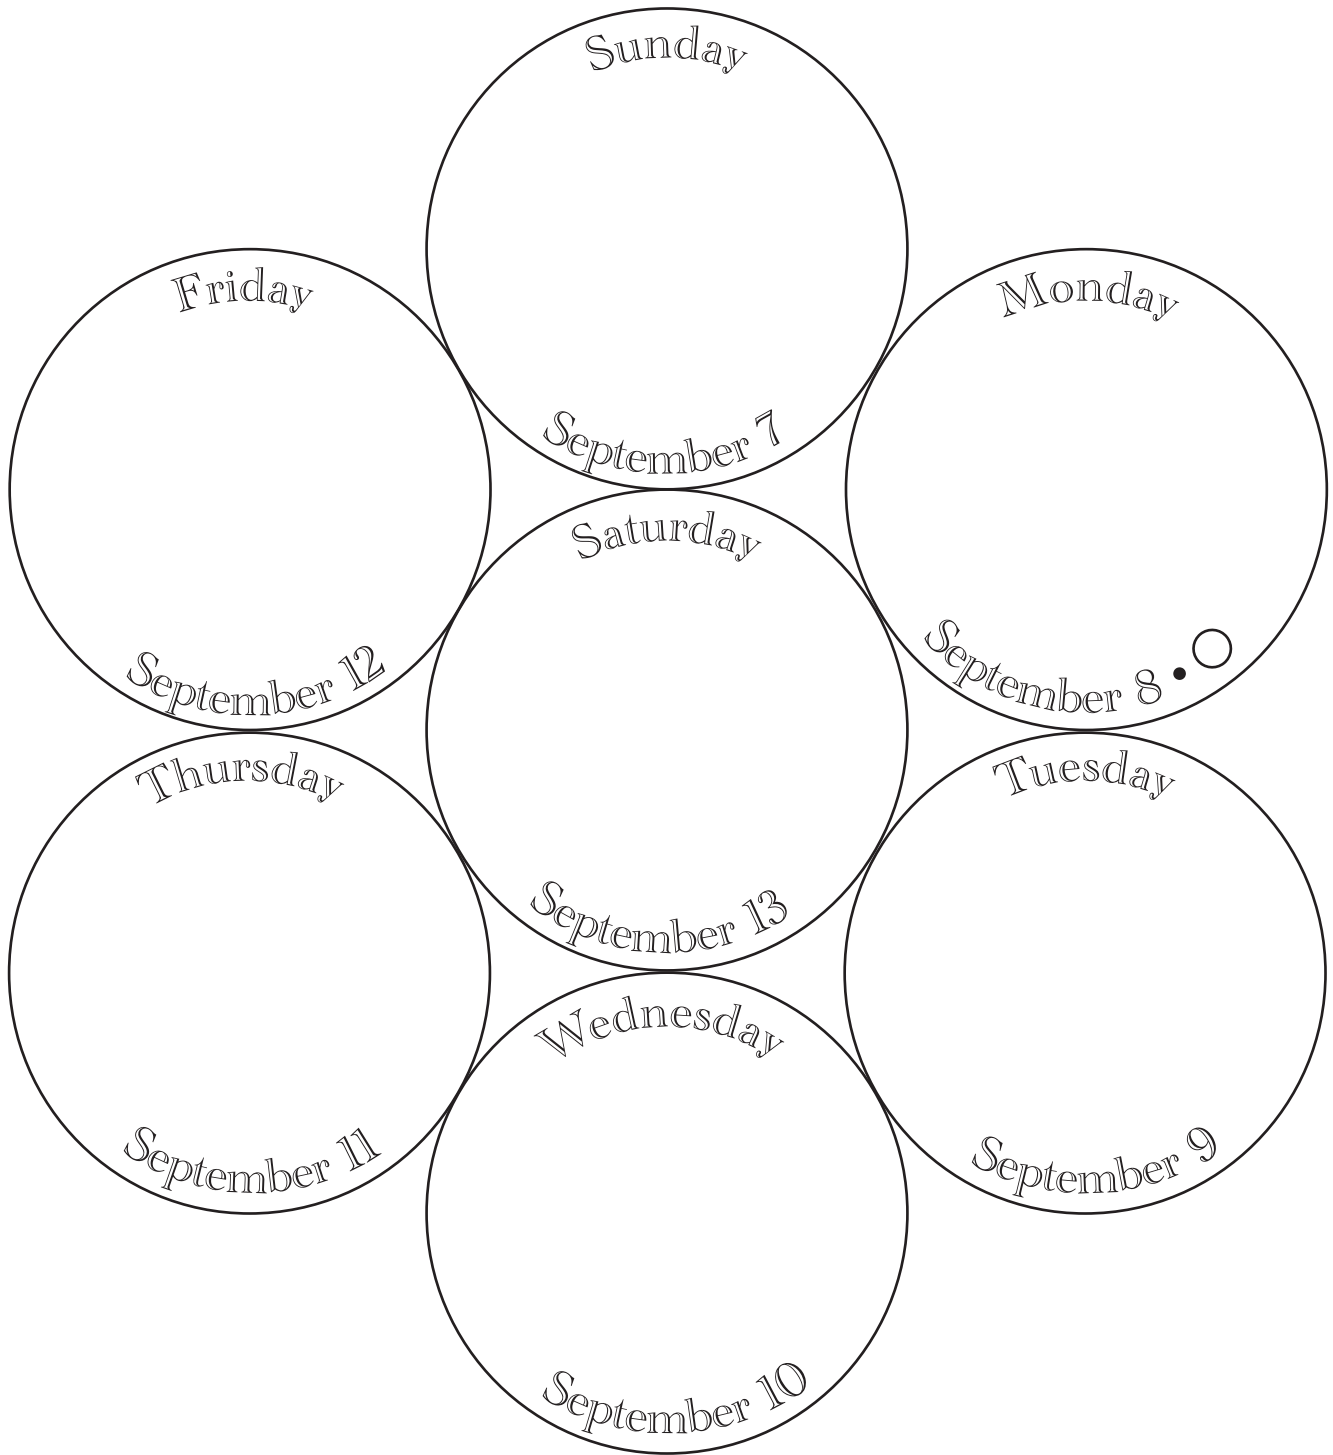 Sunday
September 7
Friday
September 12
Monday
September 8 •
Saturday
September 13
Thursday
September 11
Tuesday
September 9
Wednesday
September 10